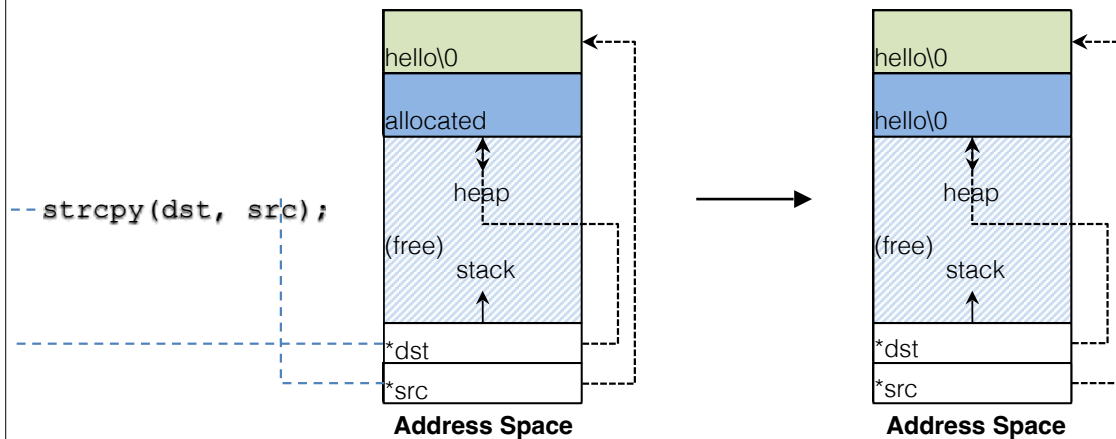 strcpy(dst, src);
hello\0
allocated
heap
(free)
stack
*dst
*src
Address Space
hello\0
hello\0
heap
(free)
stack
*dst
*src
Address Space